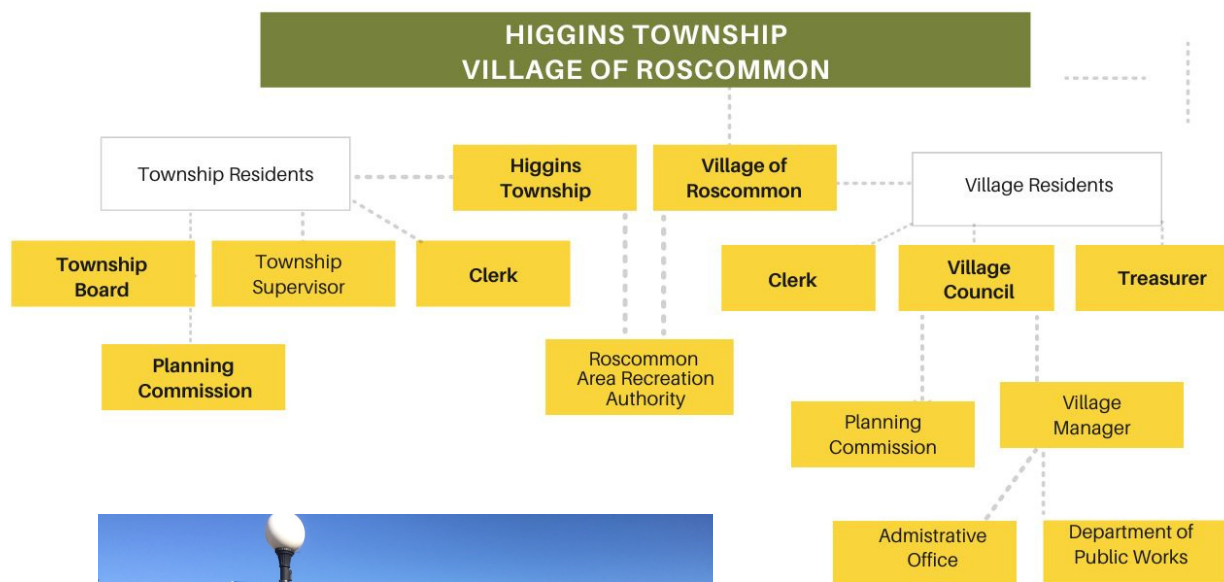 HIGGINS TOWNSHIP
VILLAGE OF ROSCOMMON
Township Residents
Higgins
Township
Village of
Roscommon
Village Residents
Township
Board
Township
Supervisor
Clerk
Clerk
Village
Council
Treasurer
Planning
Commission
Roscommon
Area Recreation
Authority
Planning
Commission
Village
Manager
Admistrative
Office
Department of
Public Works